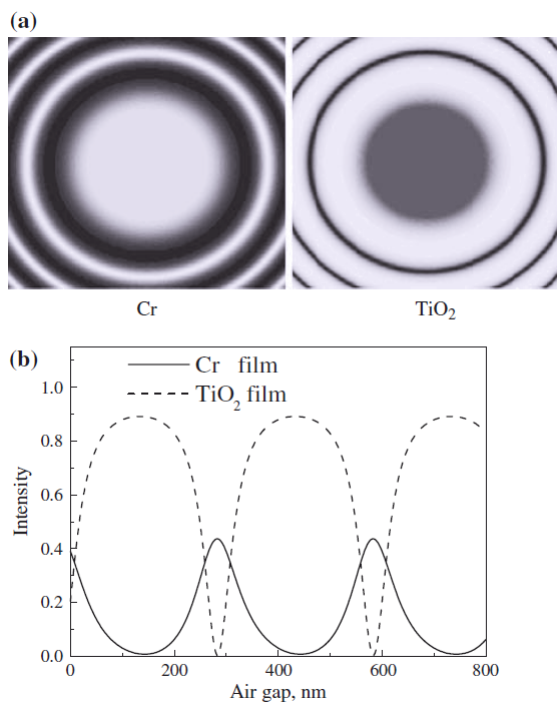 (a)
Cr TiO2
(b)
Cr film
TiO2 film
1.0
0.8
0.6
0.4
0.2
0.0
Intensity
0 200 400 600 800
Air gap, nm